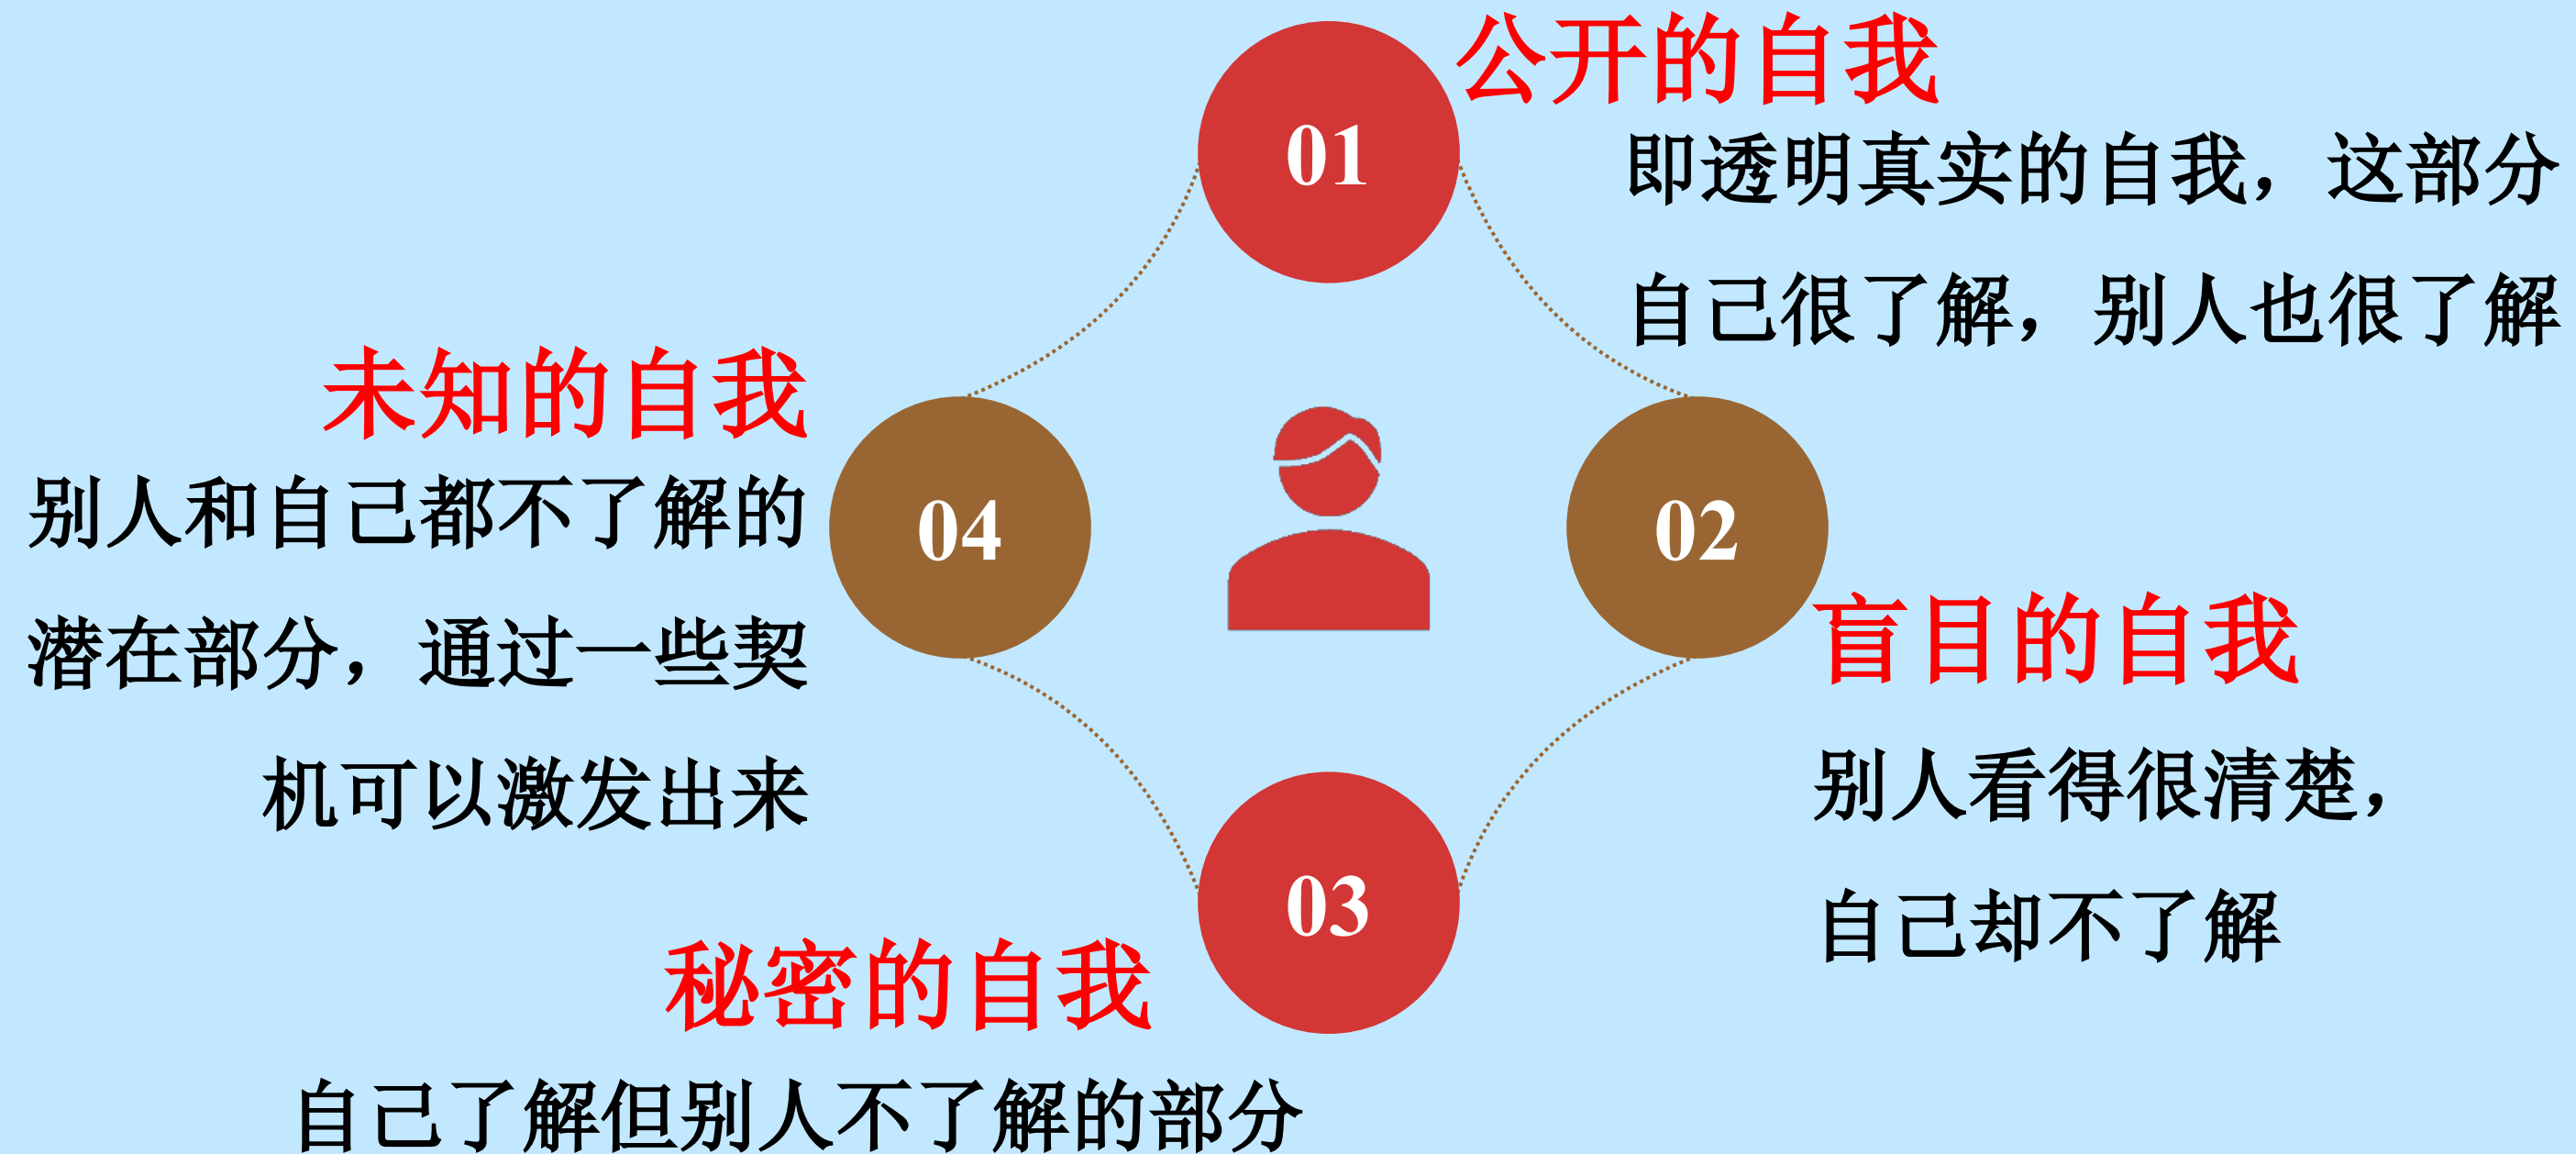 01
公开的自我
即透明真实的自我，这部分
自己很了解，别人也很了解
02
盲目的自我
别人看得很清楚，
自己却不了解
03
秘密的自我
自己了解但别人不了解的部分
04
未知的自我
别人和自己都不了解的
潜在部分，通过一些契
机可以激发出来